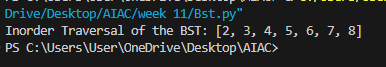 Drive/Desktop/AIAC/week 11/Bst.py"
Inorder Traversal of the BST: [2, 3, 4, 5, 6, 7, 8]
PS C:\Users\User\OneDrive\Desktop\AIAC>